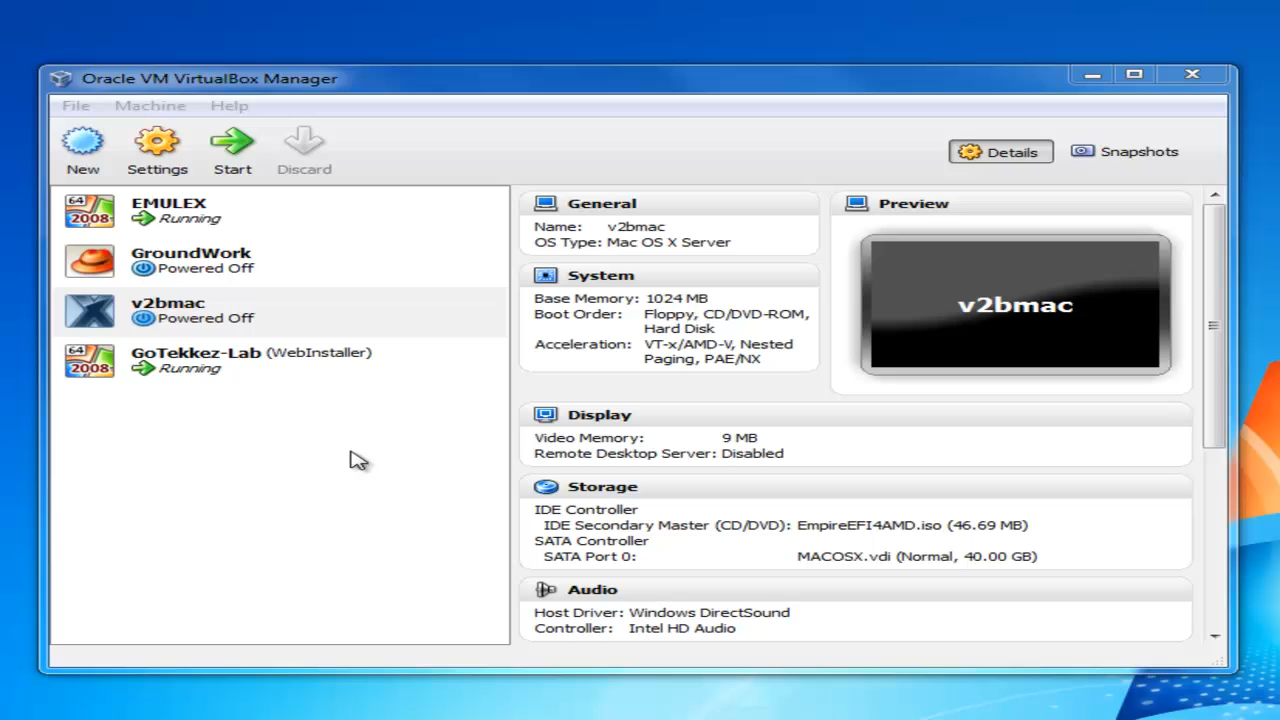 Oracle VM VirtualBox Manager
File Machine Help
New Settings Start Discard
Details Snapshots
64
2008
EMULEX
Running
GroundWork
Powered Off
v2bmac
Powered Off
64
2008
GoTekkez-Lab (WebInstaller)
Running
General
Name: v2bmac
OS Type: Mac OS X Server
System
Base Memory: 1024 MB
Boot Order: Floppy, CD/DVD-ROM,
Hard Disk
Acceleration: VT-x/AMD-V, Nested
Paging, PAE/NX
Preview
v2bmac
Display
Video Memory: 9 MB
Remote Desktop Server: Disabled
Storage
IDE Controller
IDE Secondary Master (CD/DVD): EmpireEFI4AMD.iso (46.69 MB)
SATA Controller
SATA Port 0: MACOSX.vdi (Normal, 40.00 GB)
Audio
Host Driver: Windows DirectSound
Controller: Intel HD Audio